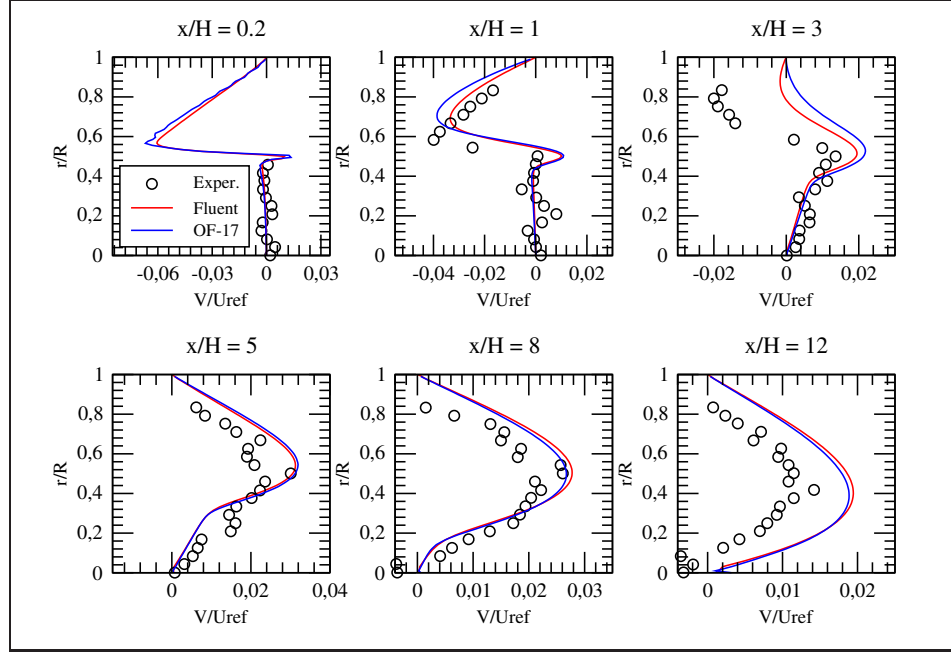 x/H = 0.2
x/H = 1
x/H = 3
1
0,8
0,6
0,4
0,2
0
r/R
Exper.
Fluent
OF-17
-0,06
-0,03
0
0,03
V/Uref
1
0,8
0,6
0,4
0,2
0
r/R
-0,04
-0,02
0
0,02
V/Uref
1
0,8
0,6
0,4
0,2
0
r/R
-0,02
0
0,02
V/Uref
x/H = 5
x/H = 8
x/H = 12
1
0,8
0,6
0,4
0,2
0
r/R
0
0,02
0,04
V/Uref
1
0,8
0,6
0,4
0,2
0
r/R
0
0,01
0,02
0,03
V/Uref
1
0,8
0,6
0,4
0,2
0
r/R
0
0,01
0,02
V/Uref